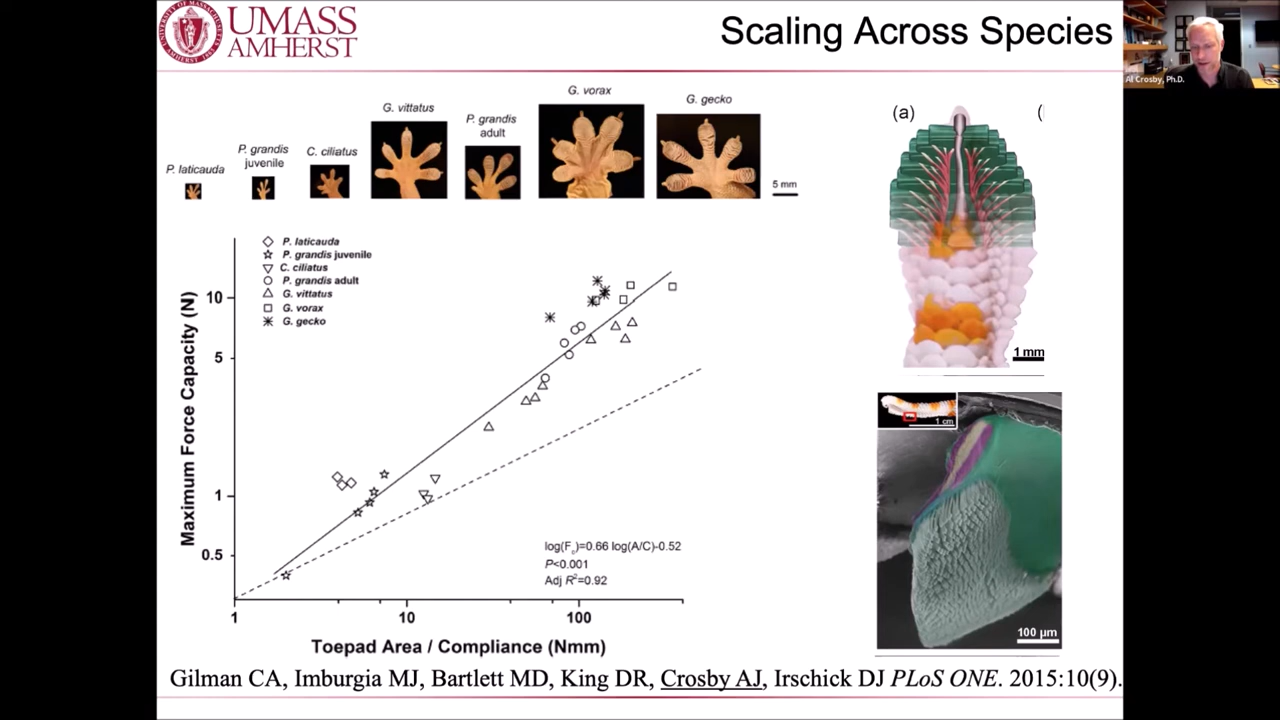 UMASS
AMHERST
Scaling Across Species
Al Crosby, Ph.D.
P. laticauda
P. grandis
juvenile
C. ciliatus
G. vittatus
P. grandis
adult
G. vorax
G. gecko
5 mm
P. laticauda
P. grandis juvenile
C. ciliatus
P. grandis adult
G. vittatus
G. vorax
G. gecko
Maximum Force Capacity (N)
10
5
1
0.5
1
10
100
Toepad Area / Compliance (Nmm)
log(Fc)=0.66 log(A/C)-0.52
P<0.001
Adj R²=0.92
(a)
(
1 mm
1 cm
100 µm
Gilman CA, Imburgia MJ, Bartlett MD, King DR, Crosby AJ, Irschick DJ PLoS ONE. 2015:10(9).